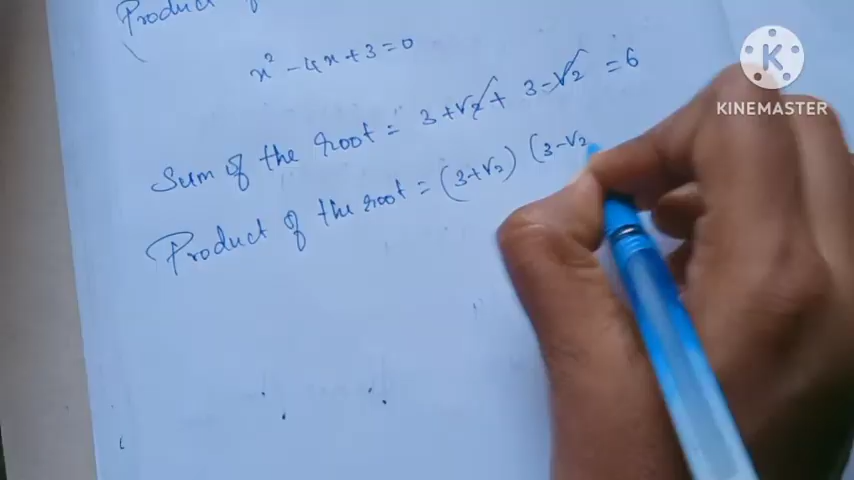 Product of
x² - 4x + 3 = 0
Sum of the root = 3 + √2 + 3 - √2 = 6
Product of the root = (3+√2) (3-√2
K
KINEMASTER